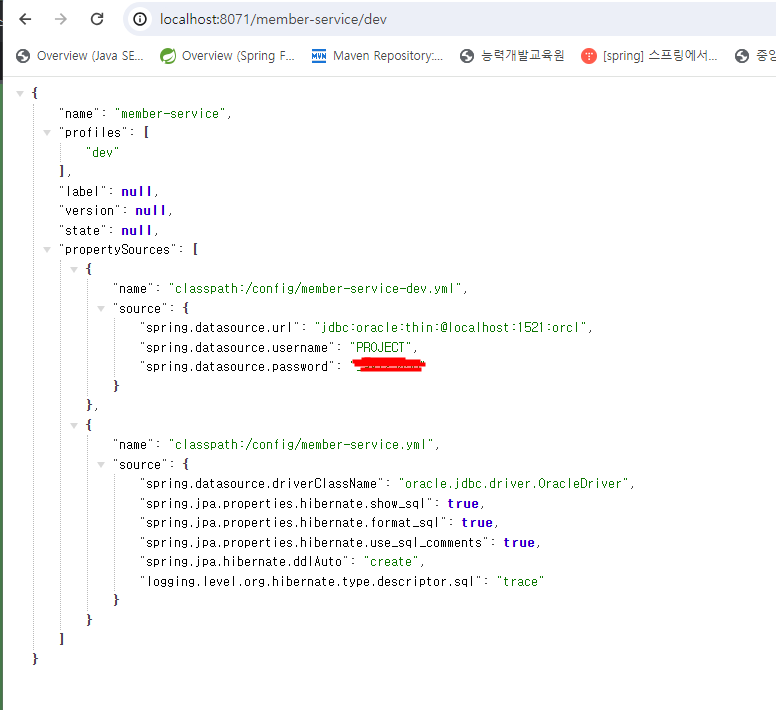 localhost:8071/member-service/dev
Overview (Java SE... Overview (Spring F... Maven Repository:... 능력개발교육원 [spring] 스프링에서... 중앙
{
"name": "member-service",
"profiles": [
"dev"
],
"label": null,
"version": null,
"state": null,
"propertySources": [
{
"name": "classpath:/config/member-service-dev.yml",
"source": {
"spring.datasource.url": "jdbc:oracle:thin:@localhost:1521:orcl",
"spring.datasource.username": "PROJECT",
"spring.datasource.password": "
}
},
{
"name": "classpath:/config/member-service.yml",
"source": {
"spring.datasource.driverClassName": "oracle.jdbc.driver.OracleDriver",
"spring.jpa.properties.hibernate.show_sql": true,
"spring.jpa.properties.hibernate.format_sql": true,
"spring.jpa.properties.hibernate.use_sql_comments": true,
"spring.jpa.hibernate.ddlAuto": "create",
"logging.level.org.hibernate.type.descriptor.sql": "trace"
}
}
]
}